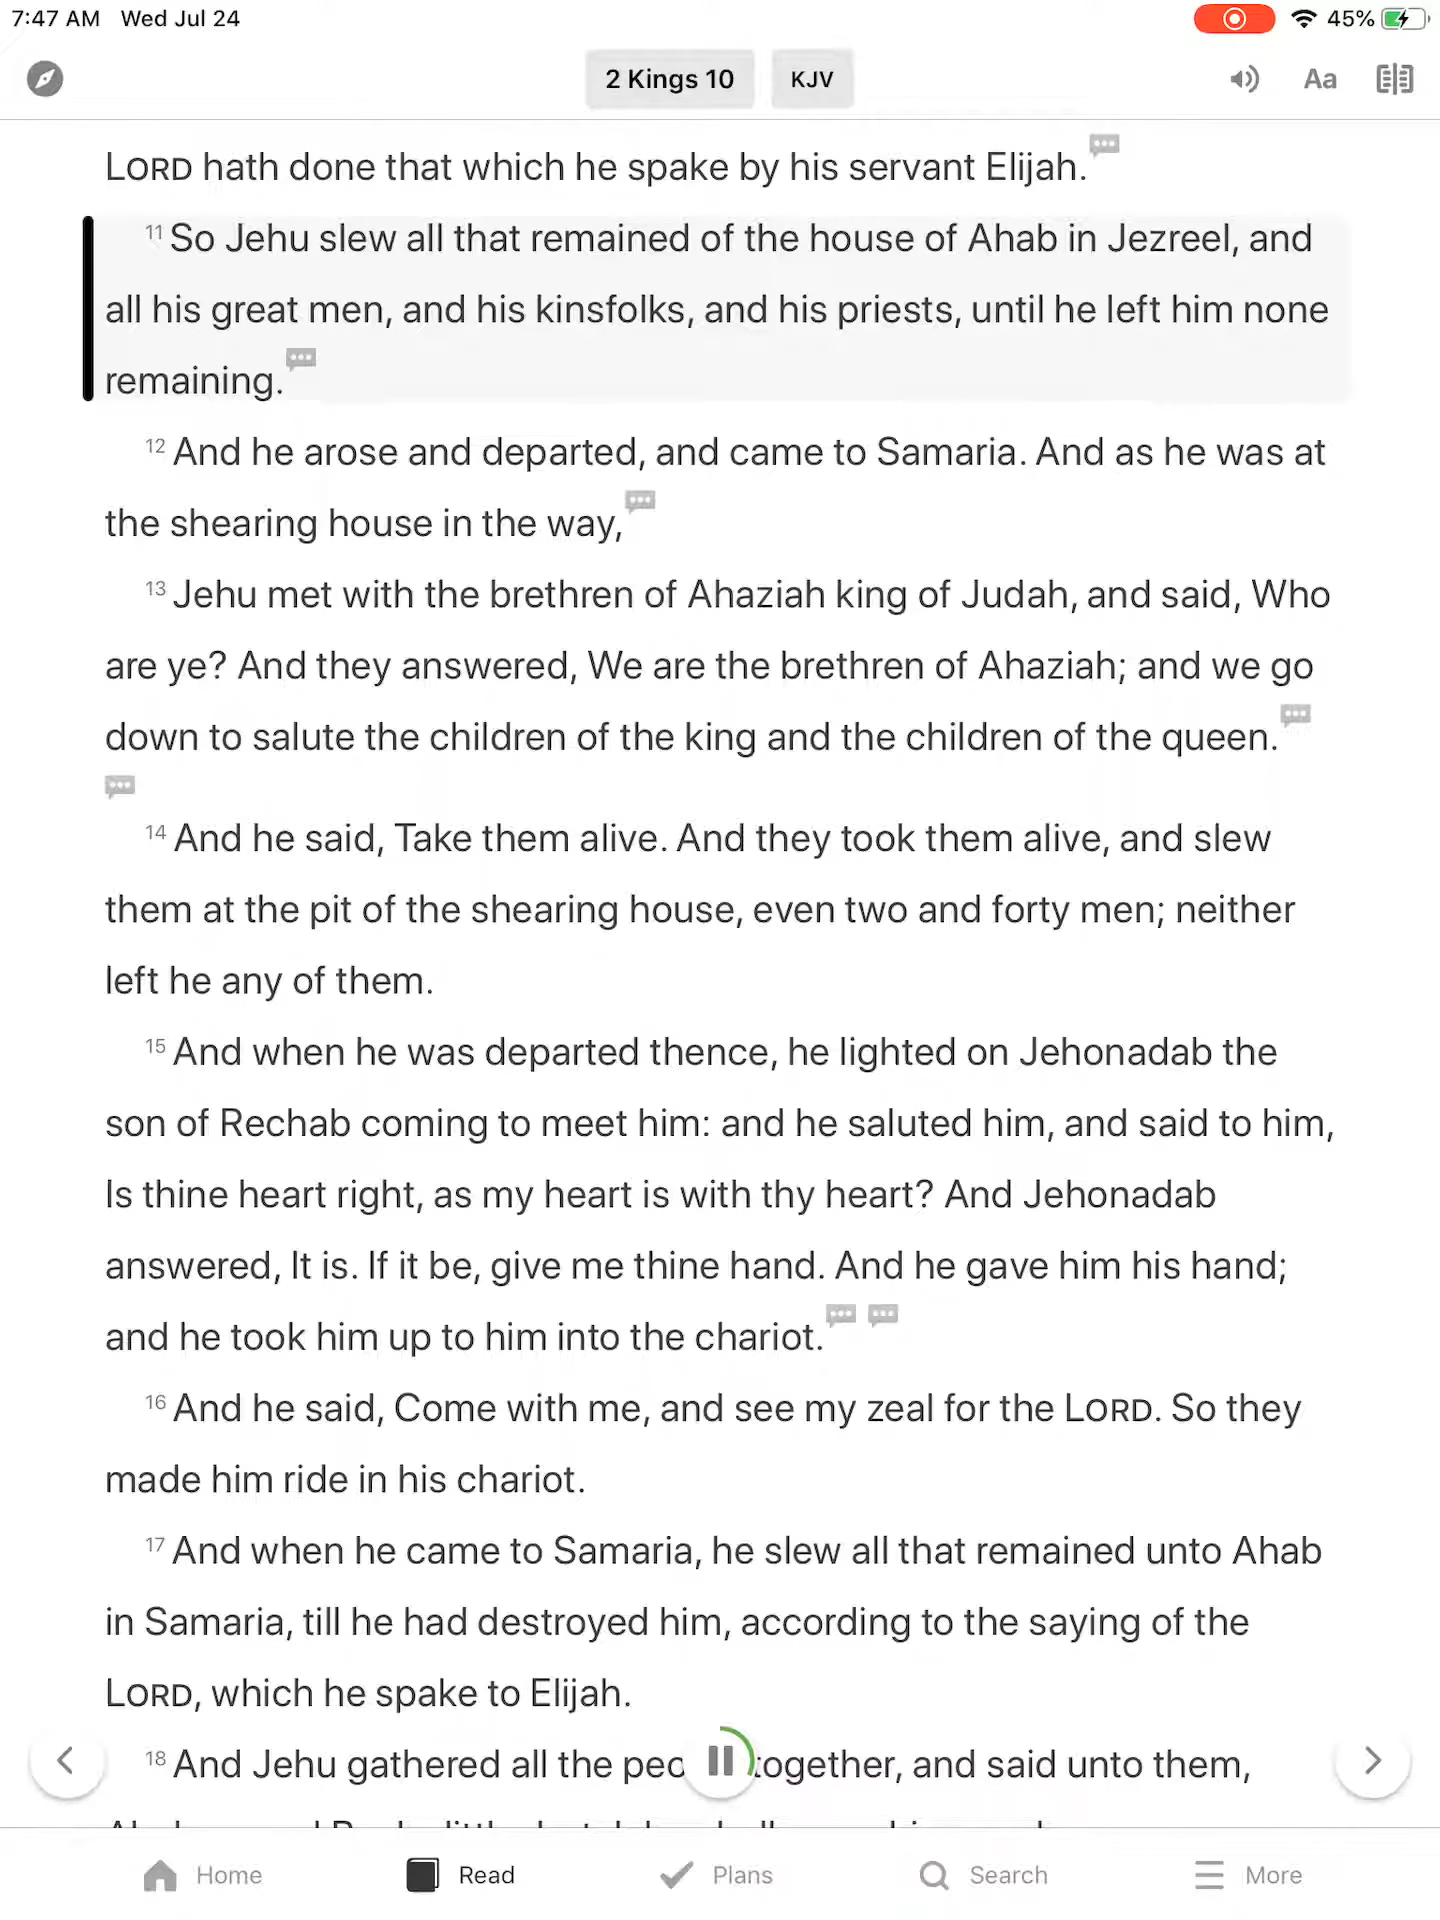 7:47 AM Wed Jul 24 45%
2 Kings 10 KJV Aa
LORD hath done that which he spake by his servant Elijah.
11 So Jehu slew all that remained of the house of Ahab in Jezreel, and
all his great men, and his kinsfolks, and his priests, until he left him none
remaining.
12 And he arose and departed, and came to Samaria. And as he was at
the shearing house in the way,
13 Jehu met with the brethren of Ahaziah king of Judah, and said, Who
are ye? And they answered, We are the brethren of Ahaziah; and we go
down to salute the children of the king and the children of the queen.
14 And he said, Take them alive. And they took them alive, and slew
them at the pit of the shearing house, even two and forty men; neither
left he any of them.
15 And when he was departed thence, he lighted on Jehonadab the
son of Rechab coming to meet him: and he saluted him, and said to him,
Is thine heart right, as my heart is with thy heart? And Jehonadab
answered, It is. If it be, give me thine hand. And he gave him his hand;
and he took him up to him into the chariot.
16 And he said, Come with me, and see my zeal for the LORD. So they
made him ride in his chariot.
17 And when he came to Samaria, he slew all that remained unto Ahab
in Samaria, till he had destroyed him, according to the saying of the
LORD, which he spake to Elijah.
18 And Jehu gathered all the together, and said unto them,
Home Read Plans Search More